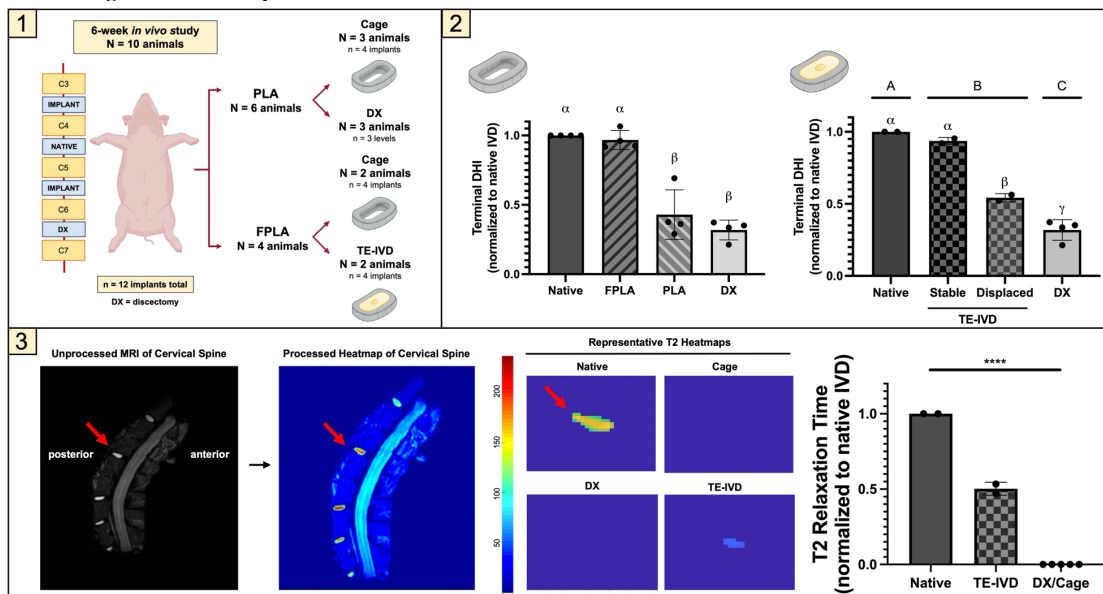 1
6-week in vivo study
N = 10 animals
C3
IMPLANT
C4
NATIVE
C5
IMPLANT
C6
DX
C7
n = 12 implants total
DX = discectomy
PLA
N = 6 animals
FPLA
N = 4 animals
Cage
N = 3 animals
n = 4 implants
DX
N = 3 animals
n = 3 levels
Cage
N = 2 animals
n = 4 implants
TE-IVD
N = 2 animals
n = 4 implants
2
Terminal DHI
(normalized to native IVD)
α
α
β
β
1.0
0.5
0.0
Native FPLA PLA DX
Terminal DHI
(normalized to native IVD)
A B C
α
α
β
γ
1.0
0.5
0.0
Native Stable Displaced DX
TE-IVD
3
Unprocessed MRI of Cervical Spine
posterior anterior
Processed Heatmap of Cervical Spine
200
150
100
50
Representative T2 Heatmaps
Native Cage
DX TE-IVD
T2 Relaxation Time
(normalized to native IVD)
****
1.0
0.5
0.0
Native TE-IVD DX/Cage